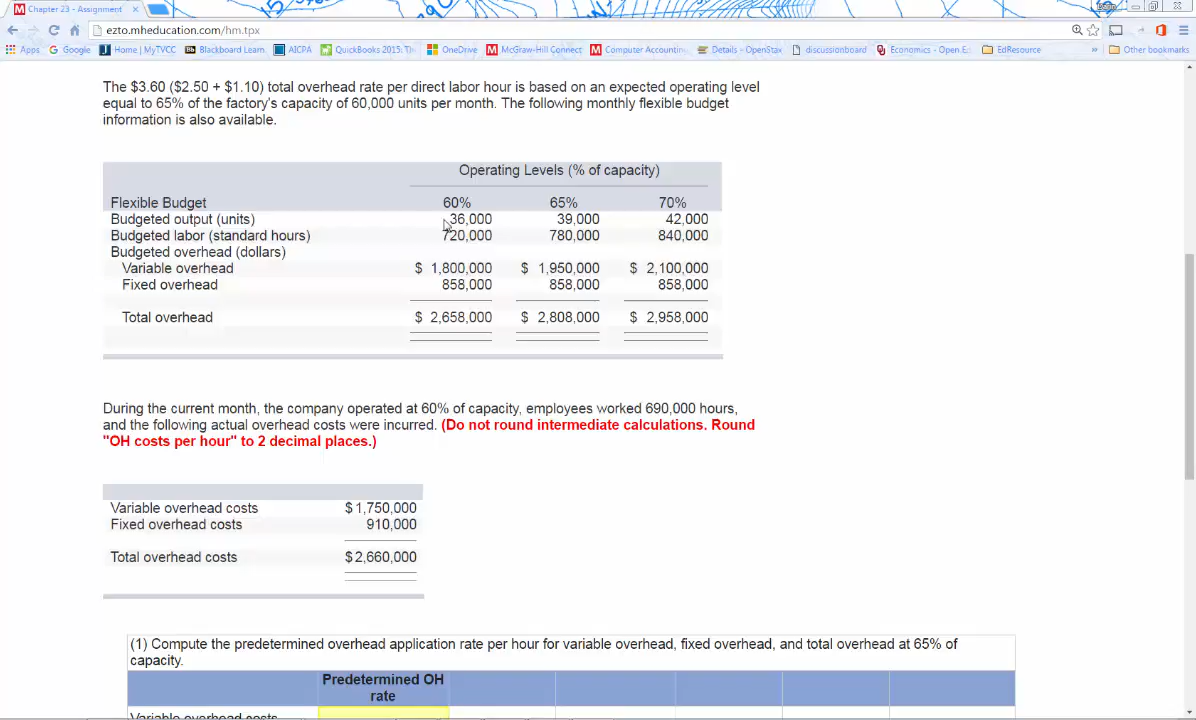 Chapter 23 - Assignment
ezto.mheducation.com/hm.tpx
Apps Google Home | MyTVCC Blackboard Learn AICPA QuickBooks 2015: Th OneDrive McGraw-Hill Connect Computer Accountin Details - OpenStax discussionboard Economics - Open E: EdResource » Other bookmarks
The $3.60 ($2.50 + $1.10) total overhead rate per direct labor hour is based on an expected operating level
equal to 65% of the factory's capacity of 60,000 units per month. The following monthly flexible budget
information is also available.
Operating Levels (% of capacity)
Flexible Budget 60% 65% 70%
Budgeted output (units) 36,000 39,000 42,000
Budgeted labor (standard hours) 720,000 780,000 840,000
Budgeted overhead (dollars)
Variable overhead $ 1,800,000 $ 1,950,000 $ 2,100,000
Fixed overhead 858,000 858,000 858,000
Total overhead $ 2,658,000 $ 2,808,000 $ 2,958,000
During the current month, the company operated at 60% of capacity, employees worked 690,000 hours,
and the following actual overhead costs were incurred. (Do not round intermediate calculations. Round
"OH costs per hour" to 2 decimal places.)
Variable overhead costs $1,750,000
Fixed overhead costs 910,000
Total overhead costs $2,660,000
(1) Compute the predetermined overhead application rate per hour for variable overhead, fixed overhead, and total overhead at 65% of
capacity.
Predetermined OH
rate
Variable overhead costs